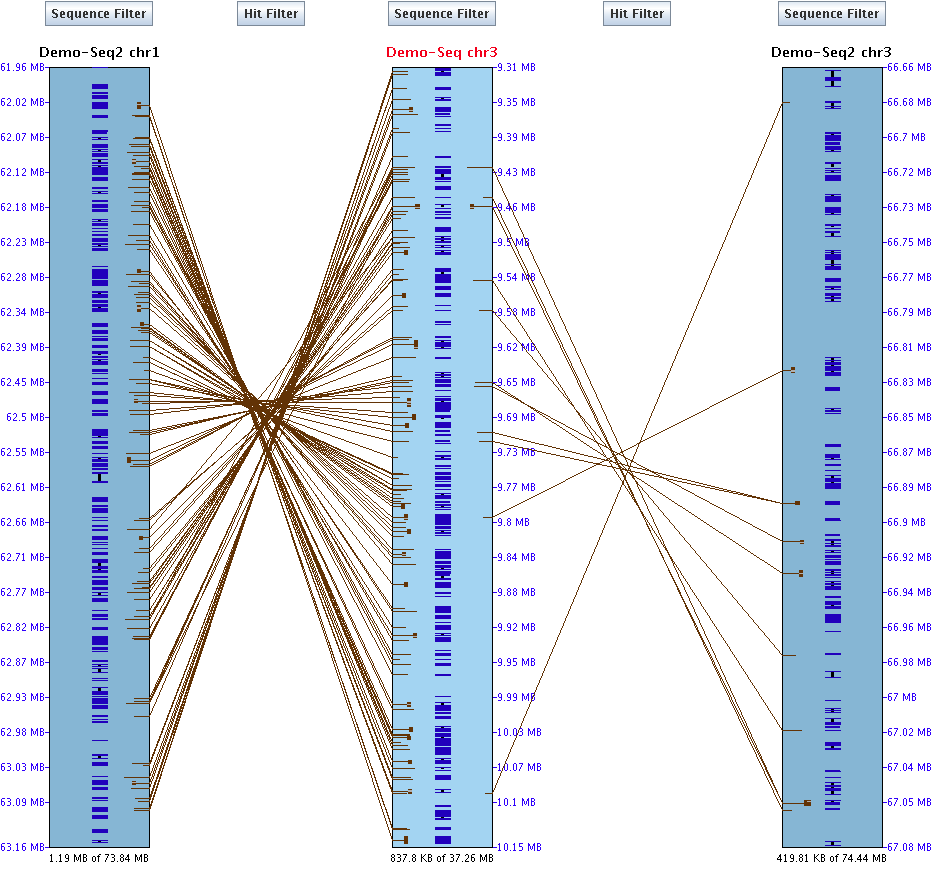 Sequence Filter
Hit Filter
Sequence Filter
Hit Filter
Sequence Filter
Demo-Seq2 chr1
Demo-Seq chr3
Demo-Seq2 chr3
61.96 MB
9.31 MB
66.66 MB
62.02 MB
9.35 MB
66.68 MB
62.07 MB
9.39 MB
66.7 MB
62.12 MB
9.43 MB
66.72 MB
62.18 MB
9.46 MB
66.73 MB
62.23 MB
9.5 MB
66.75 MB
62.28 MB
9.54 MB
66.77 MB
62.34 MB
9.58 MB
66.79 MB
62.39 MB
9.62 MB
66.81 MB
62.45 MB
9.65 MB
66.83 MB
62.5 MB
9.69 MB
66.85 MB
62.55 MB
9.73 MB
66.87 MB
62.61 MB
9.77 MB
66.89 MB
62.66 MB
9.8 MB
66.9 MB
62.71 MB
9.84 MB
66.92 MB
62.77 MB
9.88 MB
66.94 MB
62.82 MB
9.92 MB
66.96 MB
62.87 MB
9.95 MB
66.98 MB
62.93 MB
9.99 MB
67 MB
62.98 MB
10.03 MB
67.02 MB
63.03 MB
10.07 MB
67.04 MB
63.09 MB
10.1 MB
67.05 MB
63.16 MB
10.15 MB
67.08 MB
1.19 MB of 73.84 MB
837.8 KB of 37.26 MB
419.81 KB of 74.44 MB